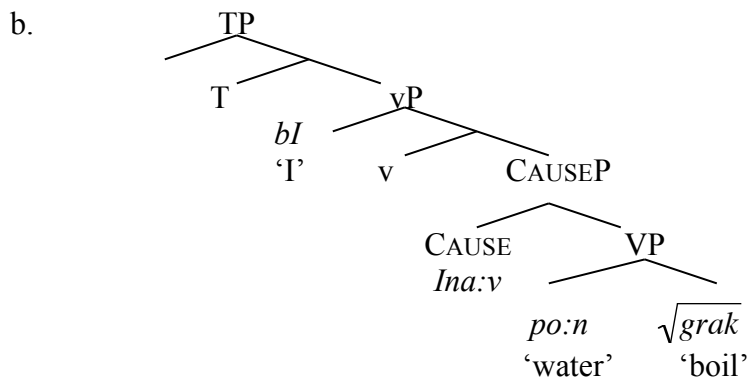 b. TP
T vP
bI
‘I’ v CAUSEP
CAUSE VP
Ina:v
po:n √grak
‘water’ ‘boil’